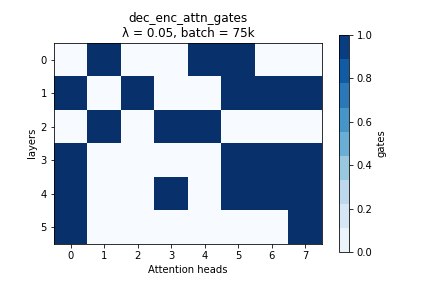 dec_enc_attn_gates
λ = 0.05, batch = 75k
layers
0
1
2
3
4
5
0 1 2 3 4 5 6 7
Attention heads
1.0
0.8
0.6
0.4
0.2
0.0
gates